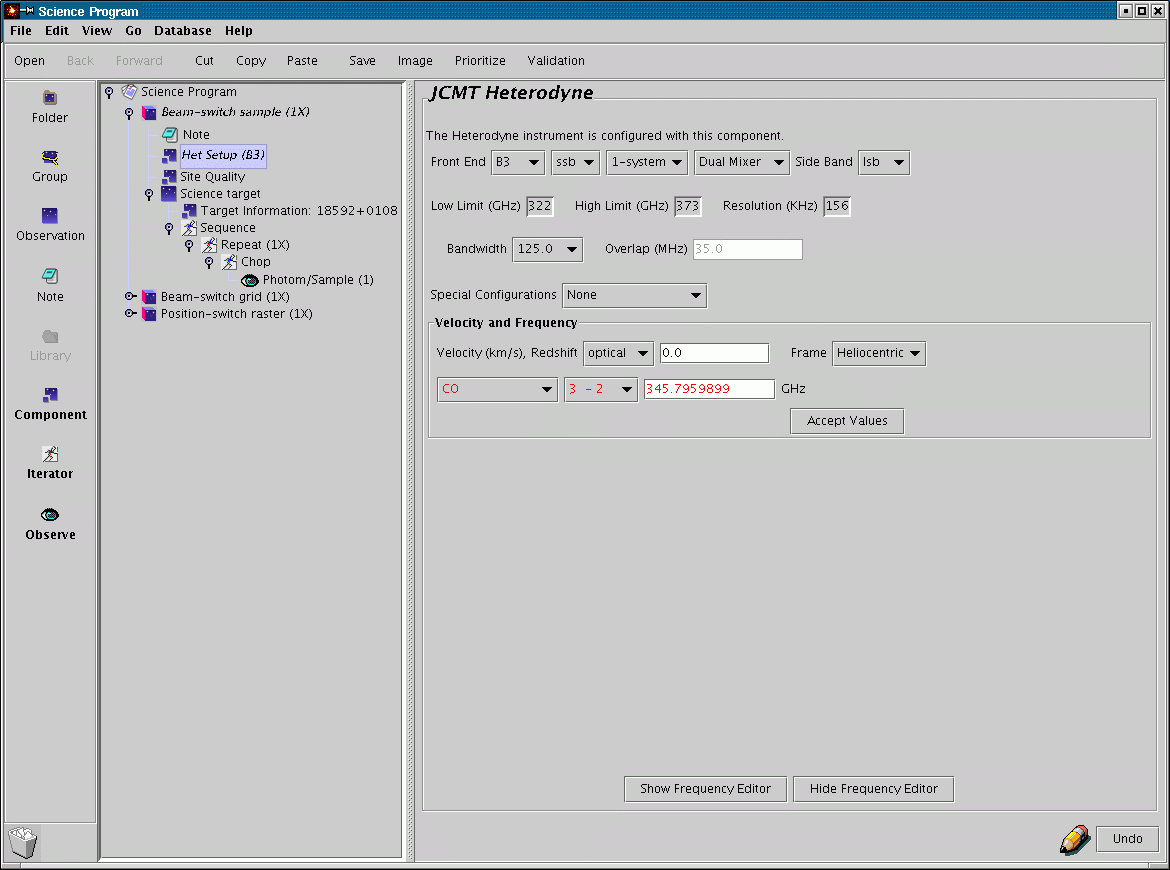 Science Program
File Edit View Go Database Help
Open Back Forward Cut Copy Paste Save Image Prioritize Validation
Folder
Group
Observation
Note
Library
Component
Iterator
Observe
Science Program
Beam-switch sample (1X)
Note
Het Setup (B3)
Site Quality
Science target
Target Information: 18592+0108
Sequence
Repeat (1X)
Chop
Photom/Sample (1)
Beam-switch grid (1X)
Position-switch raster (1X)
JCMT Heterodyne
The Heterodyne instrument is configured with this component.
Front End B3 ssb 1-system Dual Mixer Side Band lsb
Low Limit (GHz) 322 High Limit (GHz) 373 Resolution (KHz) 156
Bandwidth 125.0 Overlap (MHz) 35.0
Special Configurations None
Velocity and Frequency
Velocity (km/s), Redshift optical 0.0 Frame Heliocentric
CO 3 - 2 345.7959899 GHz
Accept Values
Show Frequency Editor Hide Frequency Editor
Undo